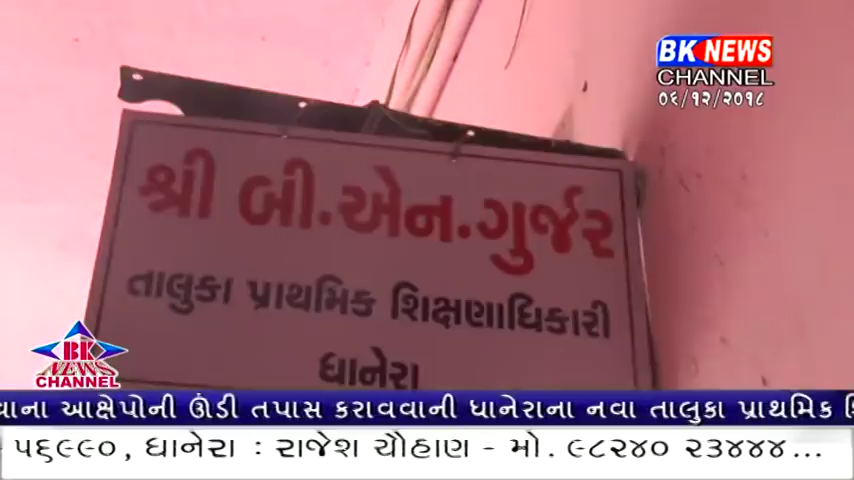 BK NEWS
CHANNEL
૦૬/૧૨/૨૦૧૮
શ્રી બી.એન.ગુર્જર
તાલુકા પ્રાથમિક શિક્ષણાધિકારી
ધાનેરા
BK
NEWS
CHANNEL
આક્ષેપોની ઊંડી તપાસ કરાવવાની ધાનેરાના નવા તાલુકા પ્રાથમિક
૫૬૯૯૦, ધાનેરા : રાજેશ ચૌહાણ - મો. ૯૮૨૪૦ ૨૩૪૪૪...